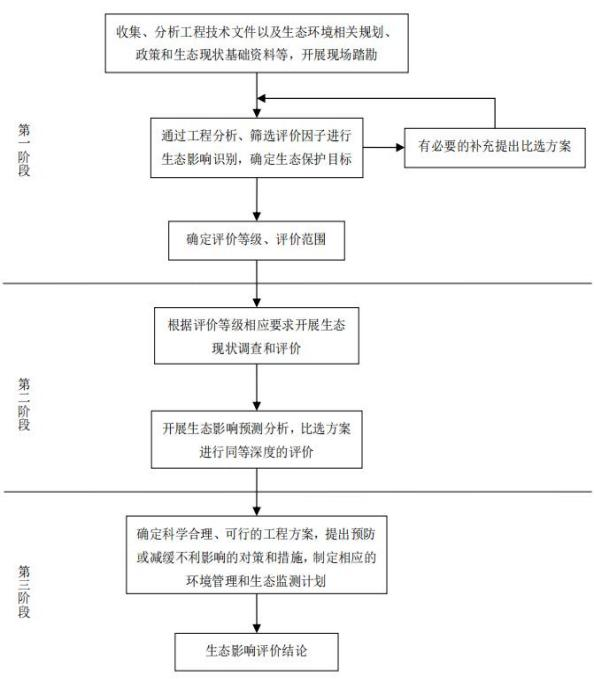 收集、分析工程技术文件以及生态环境相关规划、
政策和生态现状基础资料等，开展现场踏勘
第一阶段
通过工程分析、筛选评价因子进行
生态影响识别，确定生态保护目标
有必要的补充提出比选方案
确定评价等级、评价范围
根据评价等级相应要求开展生态
现状调查和评价
第二阶段
开展生态影响预测分析，比选方案
进行同等深度的评价
确定科学合理、可行的工程方案，提出预防
或减缓不利影响的对策和措施，制定相应的
环境管理和生态监测计划
第三阶段
生态影响评价结论